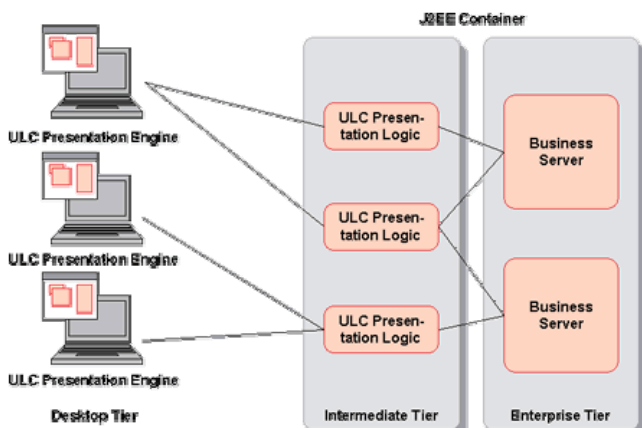 J2EE Container
ULC Presentation Engine
ULC Presen-
tation Logic
Business
Server
ULC Presentation Engine
ULC Presen-
tation Logic
ULC Presentation Engine
ULC Presen-
tation Logic
Business
Server
Desktop Tier
Intermediate Tier
Enterprise Tier